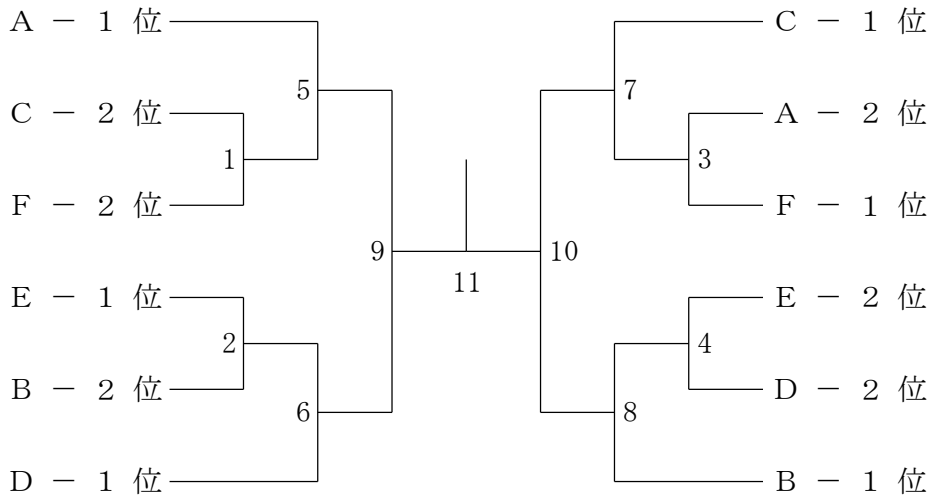 A － 1 位
C － 2 位
F － 2 位
E － 1 位
B － 2 位
D － 1 位
5
1
2
6
9
11
10
7
3
4
8
C － 1 位
A － 2 位
F － 1 位
E － 2 位
D － 2 位
B － 1 位